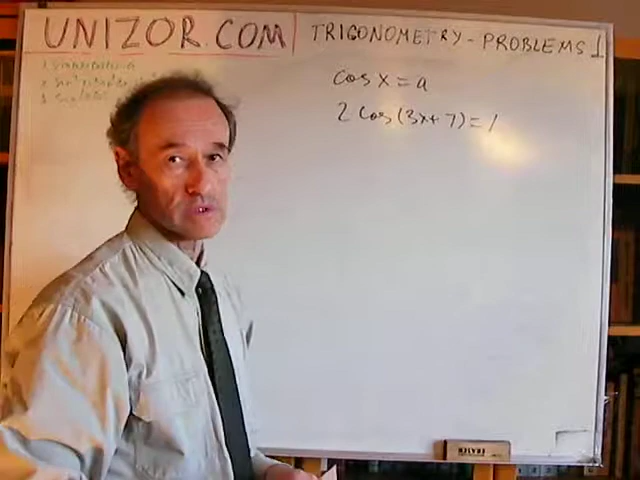 UNIZOR.COM
TRIGONOMETRY - PROBLEMS 1
cos x = a
2 cos(3x+7)=1